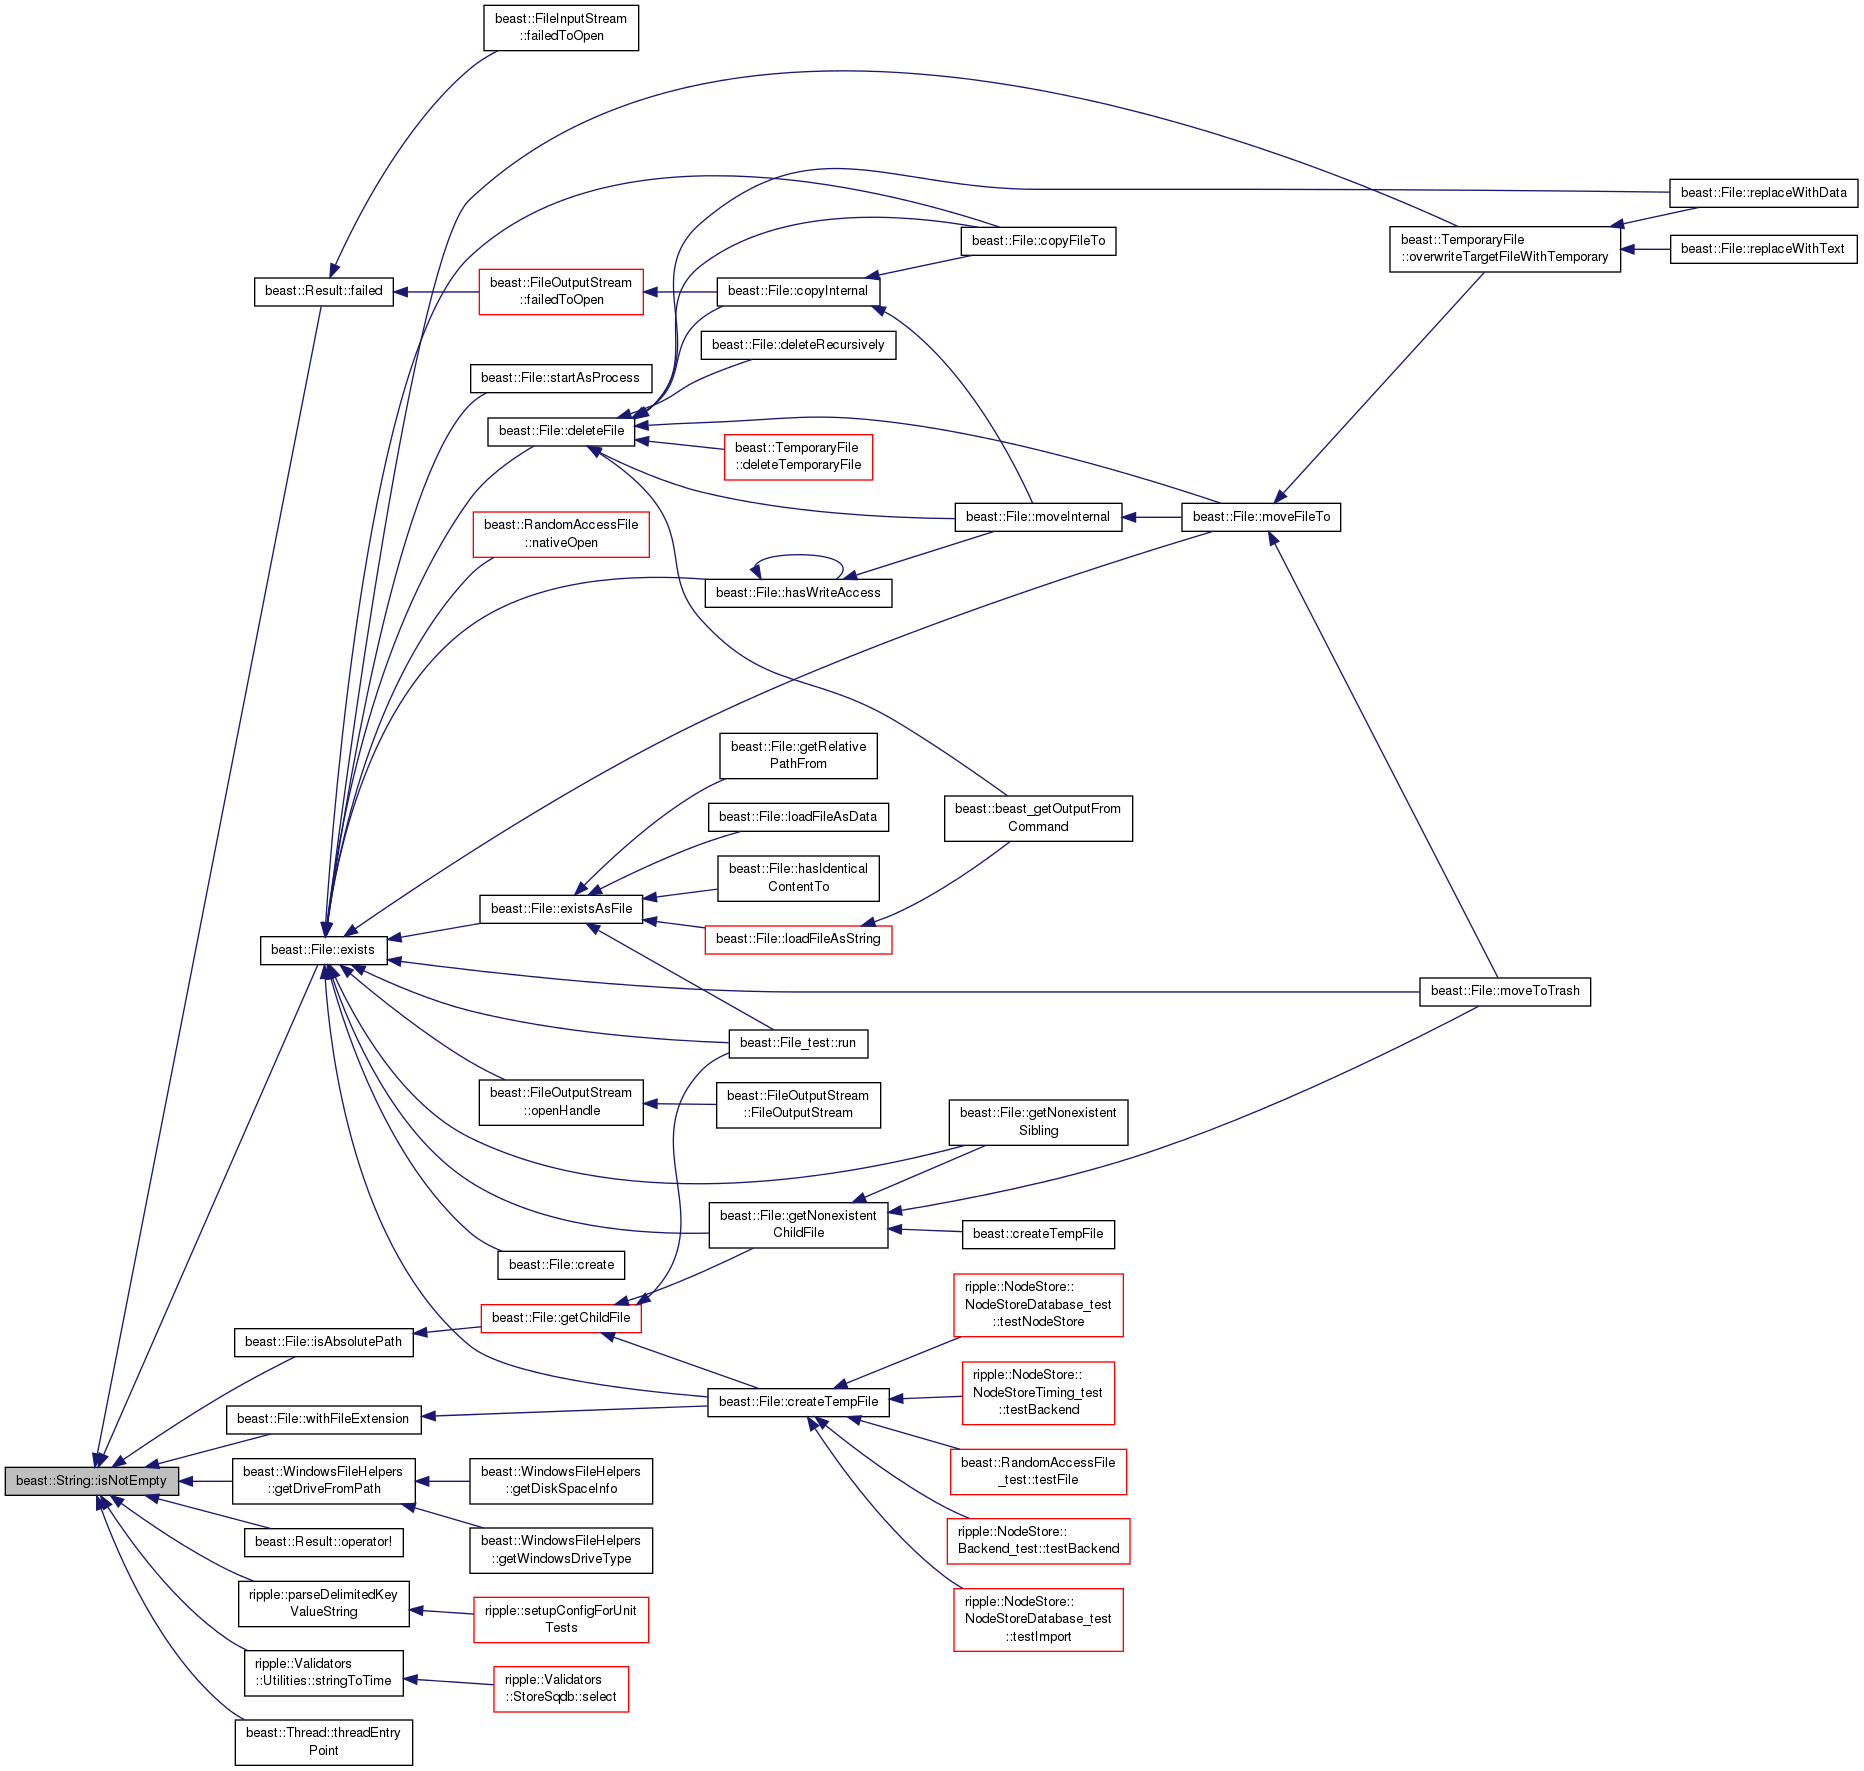 beast::FileInputStream
::failedToOpen
beast::File::replaceWithData
beast::File::copyFileTo
beast::TemporaryFile
::overwriteTargetFileWithTemporary
beast::File::replaceWithText
beast::Result::failed
beast::FileOutputStream
::failedToOpen
beast::File::copyInternal
beast::File::deleteRecursively
beast::File::startAsProcess
beast::File::deleteFile
beast::TemporaryFile
::deleteTemporaryFile
beast::RandomAccessFile
::nativeOpen
beast::File::moveInternal
beast::File::moveFileTo
beast::File::hasWriteAccess
beast::File::getRelative
PathFrom
beast::File::loadFileAsData
beast::beast_getOutputFrom
Command
beast::File::hasIdentical
ContentTo
beast::File::existsAsFile
beast::File::loadFileAsString
beast::File::exists
beast::File::moveToTrash
beast::File_test::run
beast::FileOutputStream
::openHandle
beast::FileOutputStream
::FileOutputStream
beast::File::getNonexistent
Sibling
beast::File::getNonexistent
ChildFile
beast::createTempFile
beast::File::create
beast::File::getChildFile
ripple::NodeStore::
NodeStoreDatabase_test
::testNodeStore
beast::File::isAbsolutePath
beast::File::createTempFile
ripple::NodeStore::
NodeStoreTiming_test
::testBackend
beast::File::withFileExtension
beast::RandomAccessFile
_test::testFile
beast::String::isNotEmpty
beast::WindowsFileHelpers
::getDriveFromPath
beast::WindowsFileHelpers
::getDiskSpaceInfo
beast::Result::operator!
beast::WindowsFileHelpers
::getWindowsDriveType
ripple::NodeStore::
Backend_test::testBackend
ripple::parseDelimitedKey
ValueString
ripple::setupConfigForUnit
Tests
ripple::NodeStore::
NodeStoreDatabase_test
::testImport
ripple::Validators
::Utilities::stringToTime
ripple::Validators
::StoreSqdb::select
beast::Thread::threadEntry
Point